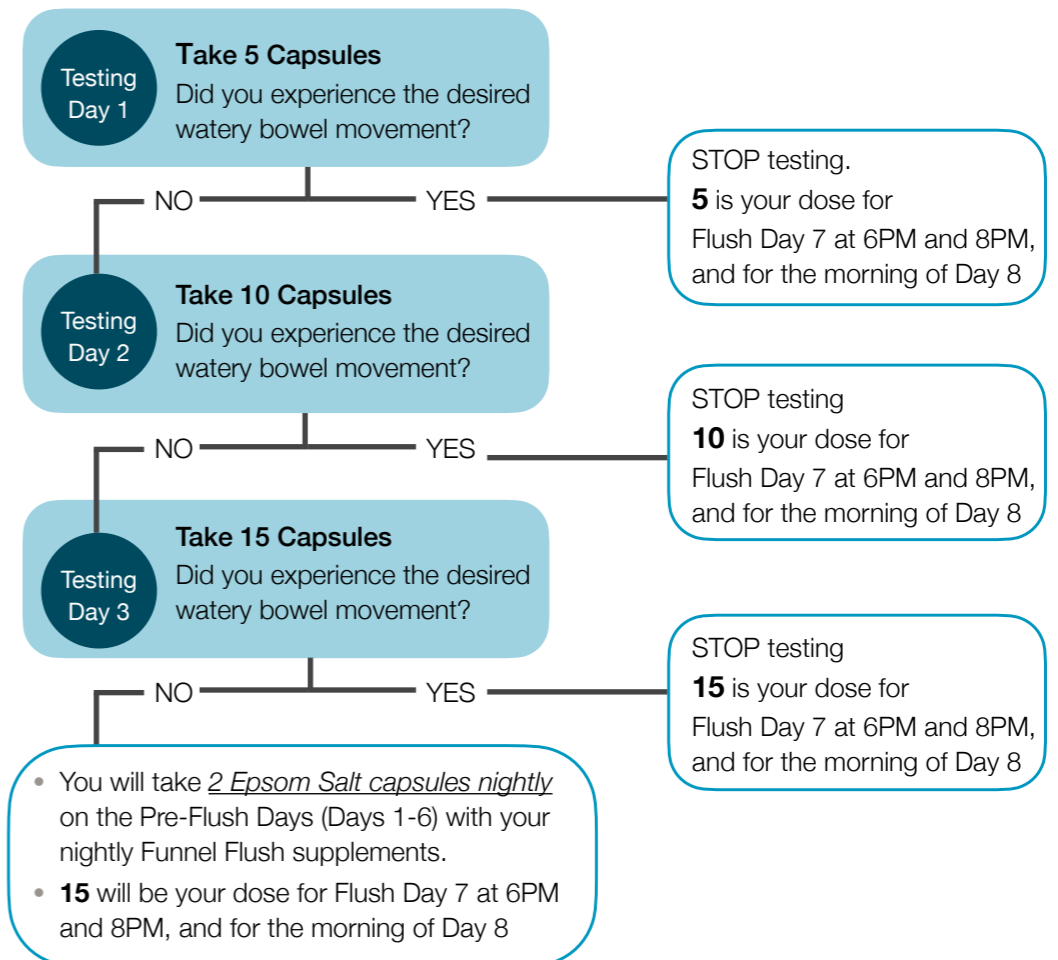 Testing
Day 1
Take 5 Capsules
Did you experience the desired
watery bowel movement?
NO
YES
STOP testing.
5 is your dose for
Flush Day 7 at 6PM and 8PM,
and for the morning of Day 8
Testing
Day 2
Take 10 Capsules
Did you experience the desired
watery bowel movement?
NO
YES
STOP testing
10 is your dose for
Flush Day 7 at 6PM and 8PM,
and for the morning of Day 8
Testing
Day 3
Take 15 Capsules
Did you experience the desired
watery bowel movement?
NO
YES
STOP testing
15 is your dose for
Flush Day 7 at 6PM and 8PM,
and for the morning of Day 8
• You will take 2 Epsom Salt capsules nightly
on the Pre-Flush Days (Days 1-6) with your
nightly Funnel Flush supplements.
• 15 will be your dose for Flush Day 7 at 6PM
and 8PM, and for the morning of Day 8